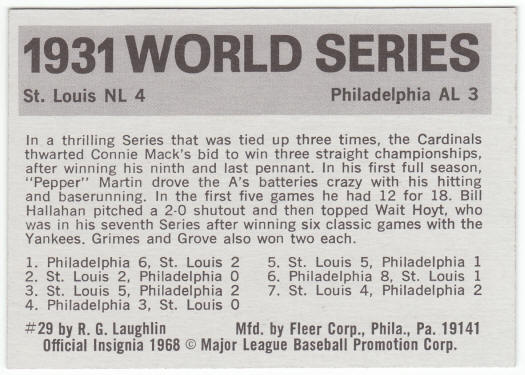 1931 WORLD SERIES
St. Louis NL 4 Philadelphia AL 3
In a thrilling Series that was tied up three times, the Cardinals
thwarted Connie Mack's bid to win three straight championships,
after winning his ninth and last pennant. In his first full season,
"Pepper" Martin drove the A's batteries crazy with his hitting
and baserunning. In the first five games he had 12 for 18. Bill
Hallahan pitched a 2-0 shutout and then topped Wait Hoyt, who
was in his seventh Series after winning six classic games with the
Yankees. Grimes and Grove also won two each.
1. Philadelphia 6, St. Louis 2
2. St. Louis 2, Philadelphia 0
3. St. Louis 5, Philadelphia 2
4. Philadelphia 3, St. Louis 0
5. St. Louis 5, Philadelphia 1
6. Philadelphia 8, St. Louis 1
7. St. Louis 4, Philadelphia 2
#29 by R. G. Laughlin Mfd. by Fleer Corp., Phila., Pa. 19141
Official Insignia 1968 © Major League Baseball Promotion Corp.